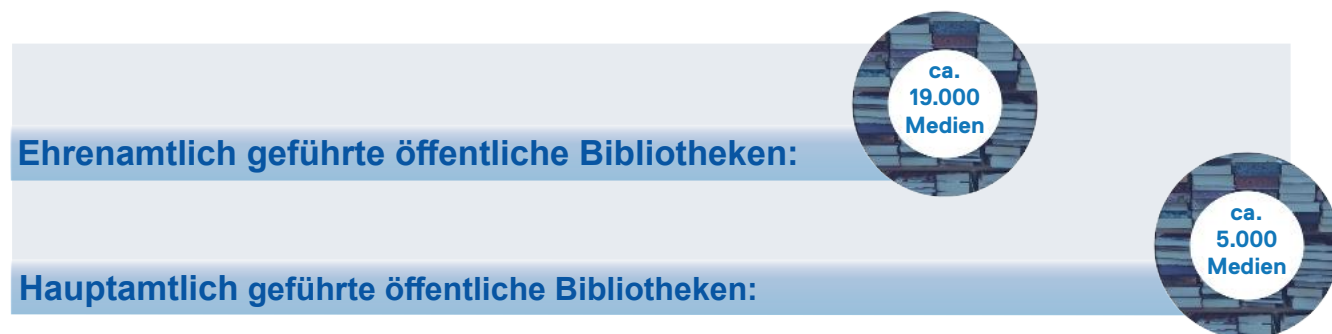 ca.
19.000
Medien
Ehrenamtlich geführte öffentliche Bibliotheken:
ca.
5.000
Medien
Hauptamtlich geführte öffentliche Bibliotheken: